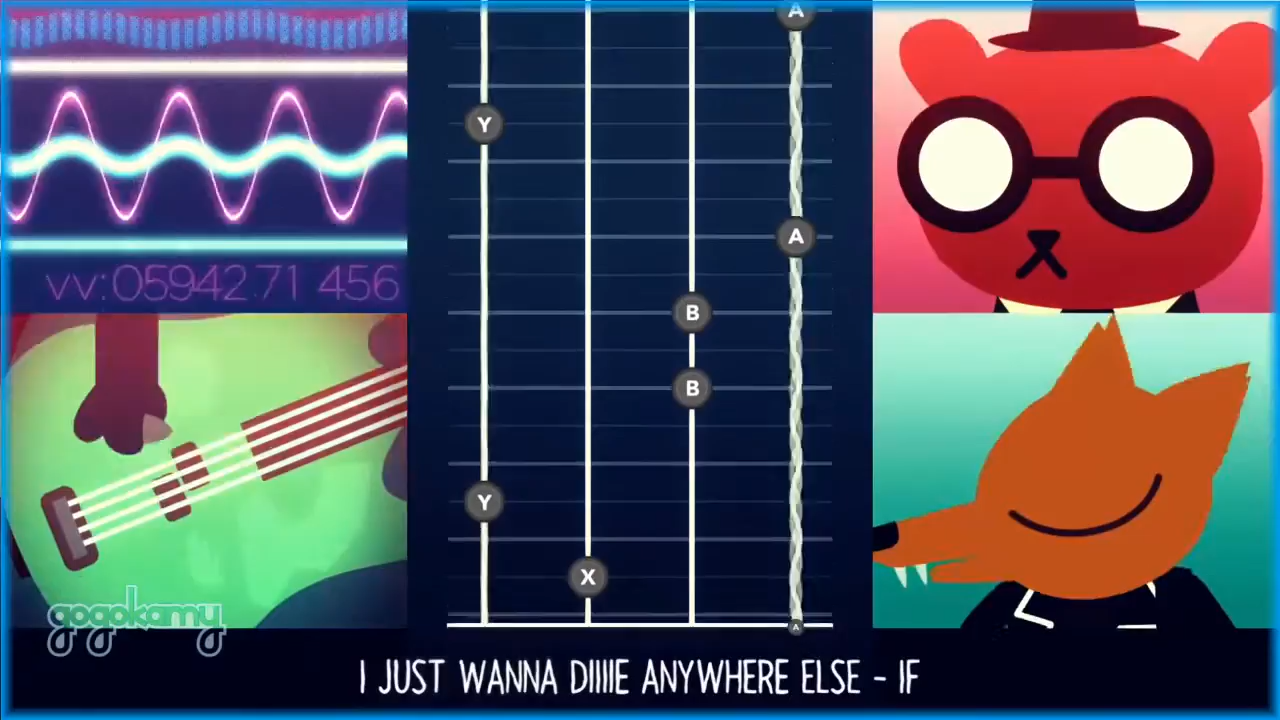 A
Y
vv:05942.71 456
A
B
B
Y
X
A
gogokamy
I JUST WANNA DIIIIE ANYWHERE ELSE - IF